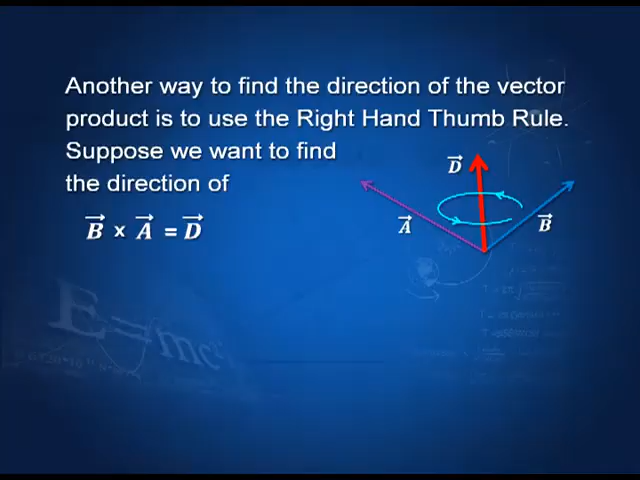 Another way to find the direction of the vector
product is to use the Right Hand Thumb Rule.
Suppose we want to find
the direction of
B⃗ x A⃗ = D⃗
D⃗
A⃗
B⃗
E=mc²